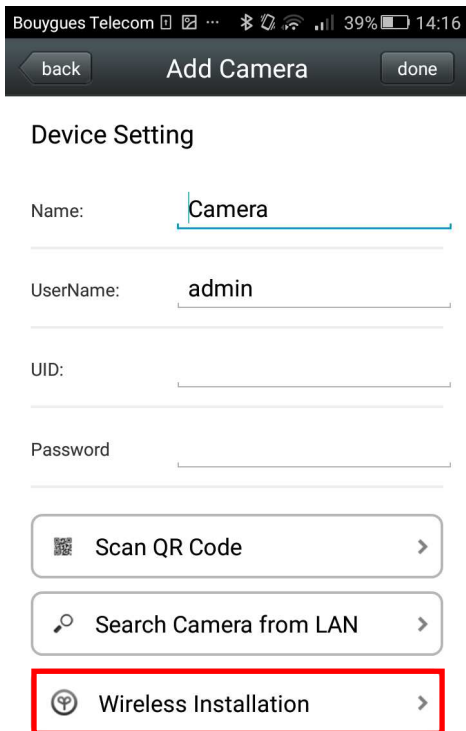 Bouygues Telecom ... 39% 14:16
back Add Camera done
Device Setting
Name: Camera
UserName: admin
UID:
Password
Scan QR Code
Search Camera from LAN
Wireless Installation